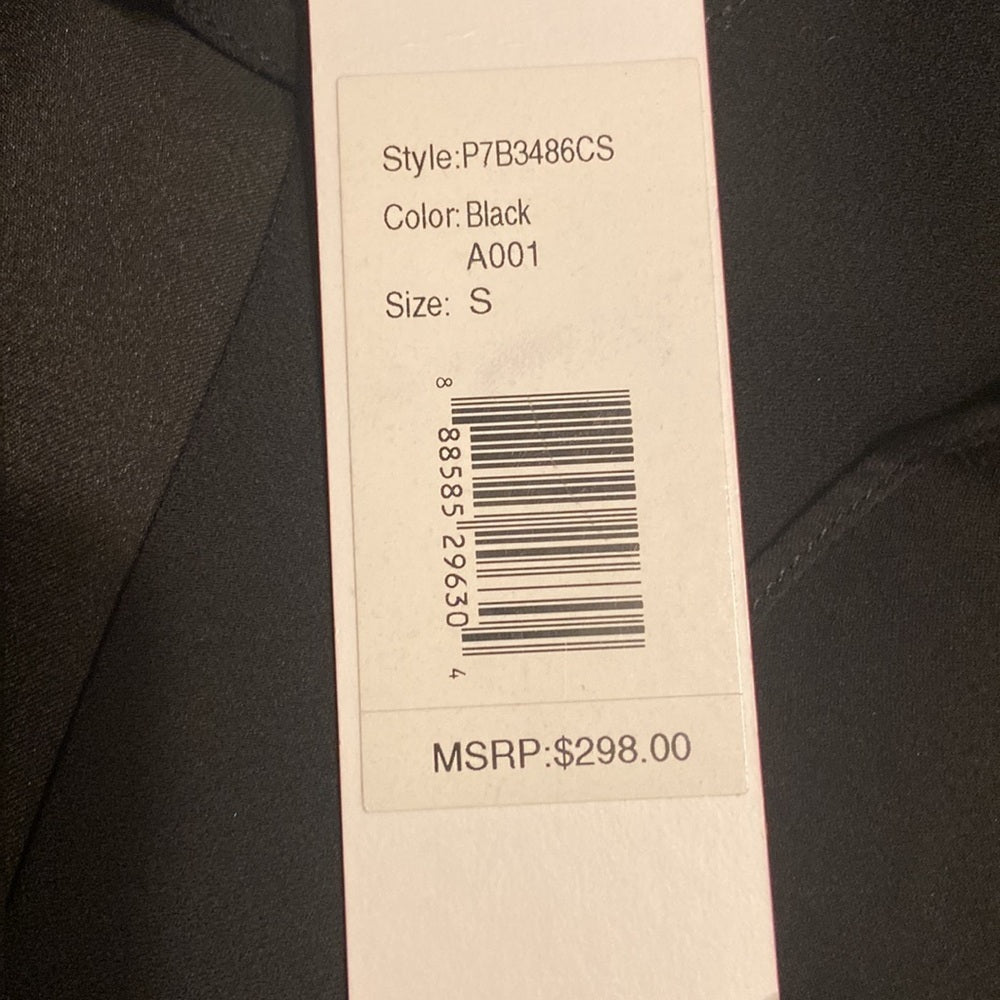 Style:P7B3486CS
Color: Black
A001
Size: S
8 88585 29630 4
MSRP:$298.00